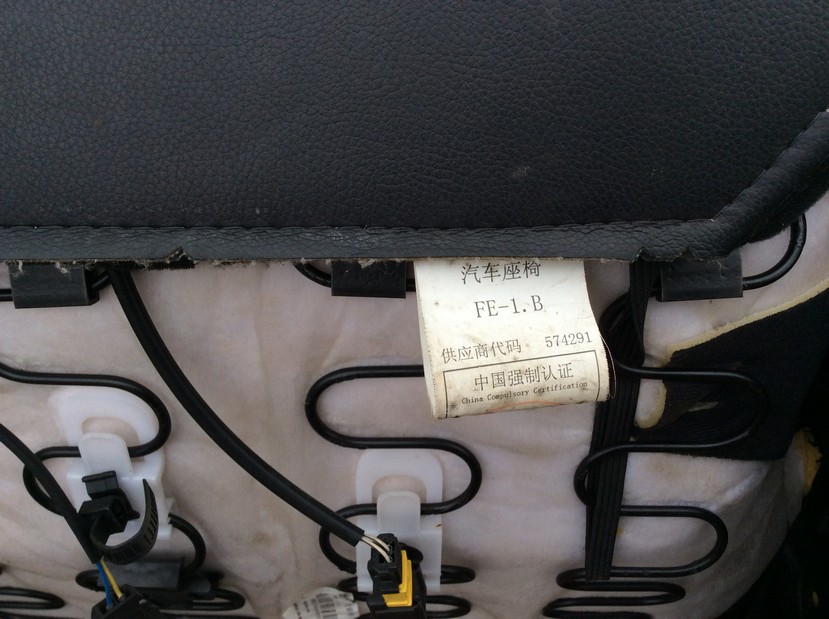 汽车座椅
FE-1.B
供应商代码 574291
中国强制认证
China Compulsory Certification